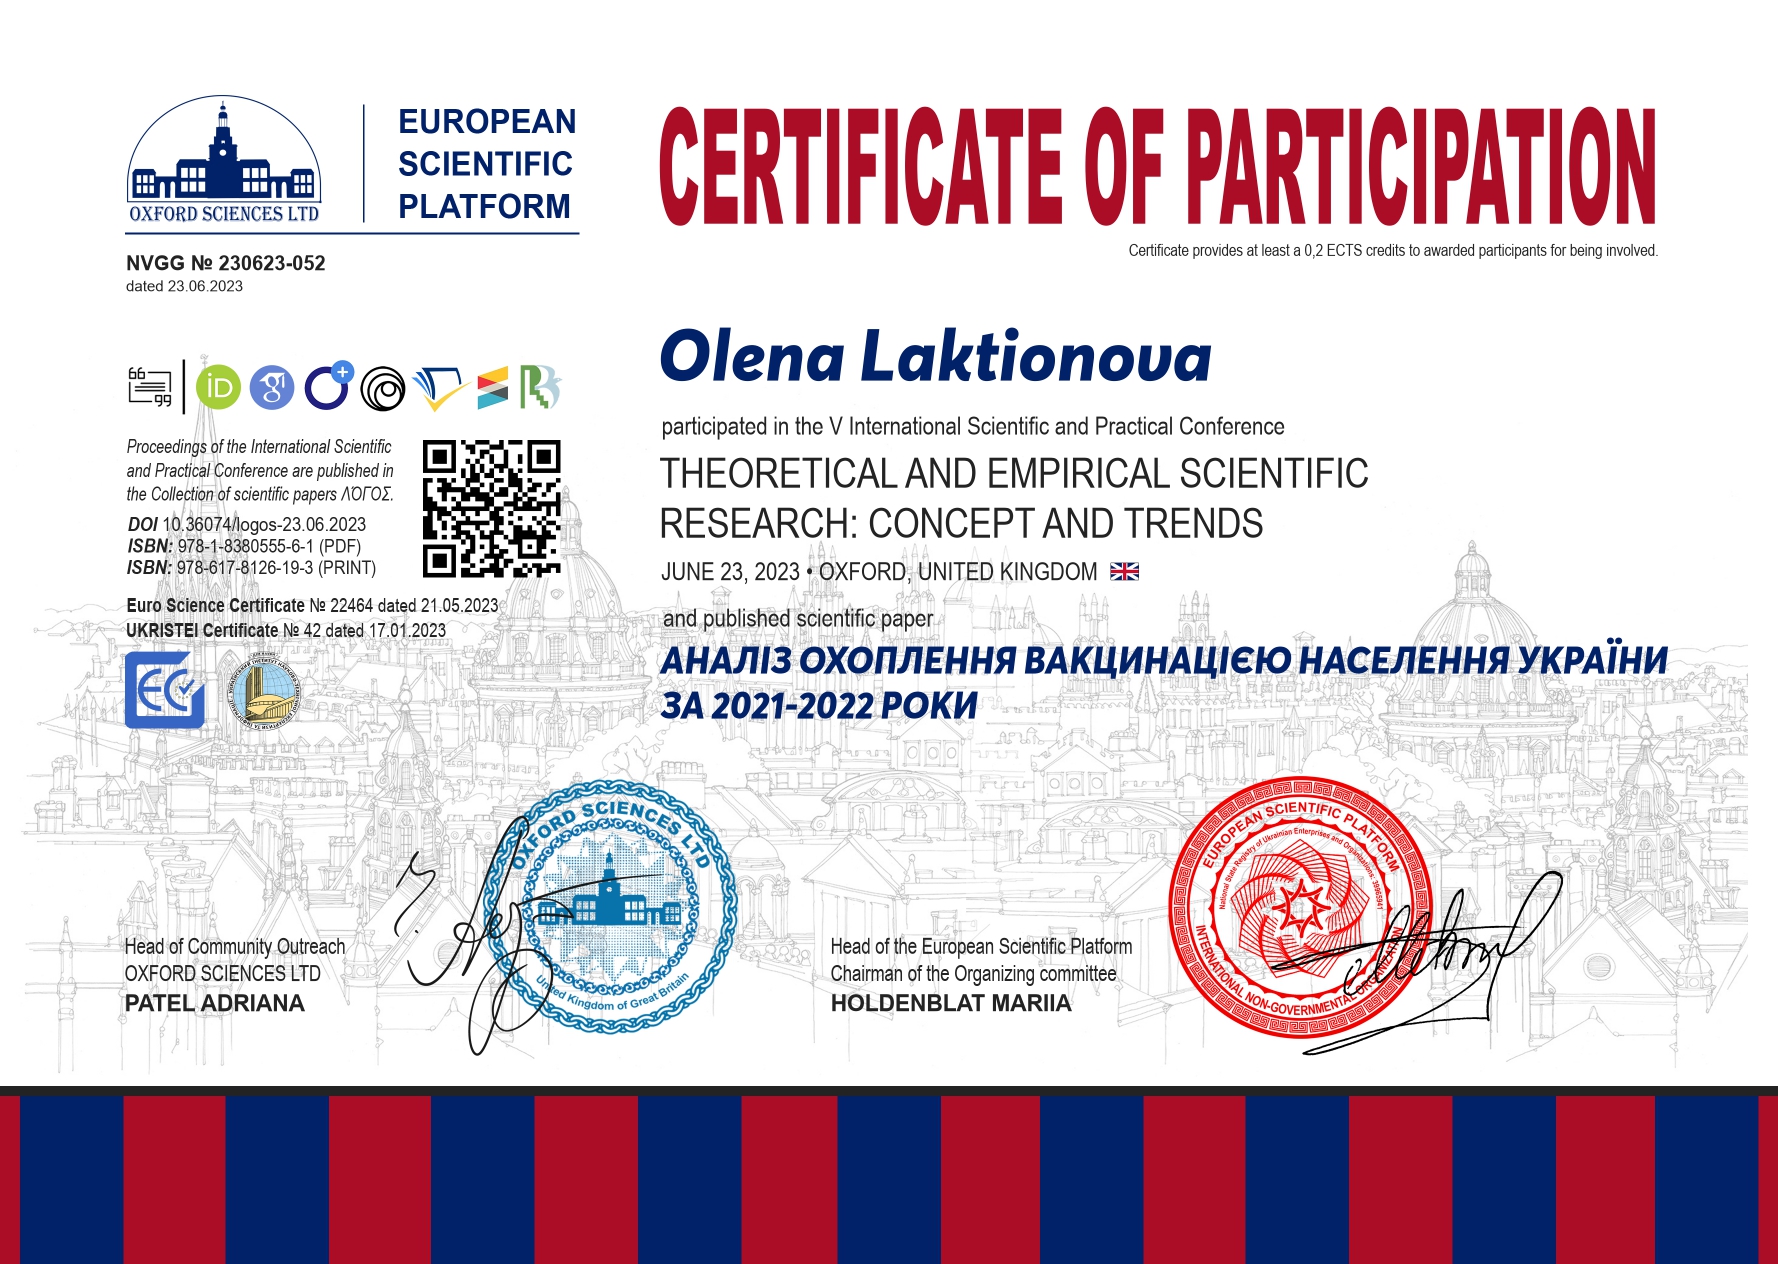 OXFORD SCIENCES LTD
EUROPEAN
SCIENTIFIC
PLATFORM
NVGG № 230623-052
dated 23.06.2023
CERTIFICATE OF PARTICIPATION
Certificate provides at least a 0,2 ECTS credits to awarded participants for being involved.
Olena Laktionova
participated in the V International Scientific and Practical Conference
THEORETICAL AND EMPIRICAL SCIENTIFIC
RESEARCH: CONCEPT AND TRENDS
JUNE 23, 2023 • OXFORD, UNITED KINGDOM
and published scientific paper
АНАЛІЗ ОХОПЛЕННЯ ВАКЦИНАЦІЄЮ НАСЕЛЕННЯ УКРАЇНИ
ЗА 2021-2022 РОКИ
66
99
iD
Proceedings of the International Scientific
and Practical Conference are published in
the Collection of scientific papers ΛΌΓΟΣ.
DOI 10.36074/logos-23.06.2023
ISBN: 978-1-8380555-6-1 (PDF)
ISBN: 978-617-8126-19-3 (PRINT)
Euro Science Certificate № 22464 dated 21.05.2023
UKRISTEI Certificate № 42 dated 17.01.2023
Head of Community Outreach
OXFORD SCIENCES LTD
PATEL ADRIANA
OXFORD SCIENCES LTD
United Kingdom of Great Britain
Head of the European Scientific Platform
Chairman of the Organizing committee
HOLDENBLAT MARIIA
EUROPEAN SCIENTIFIC PLATFORM
National State Registry of Ukrainian Enterprises and Organizations: 39965941
INTERNATIONAL NON-GOVERNMENTAL ORGANIZATION